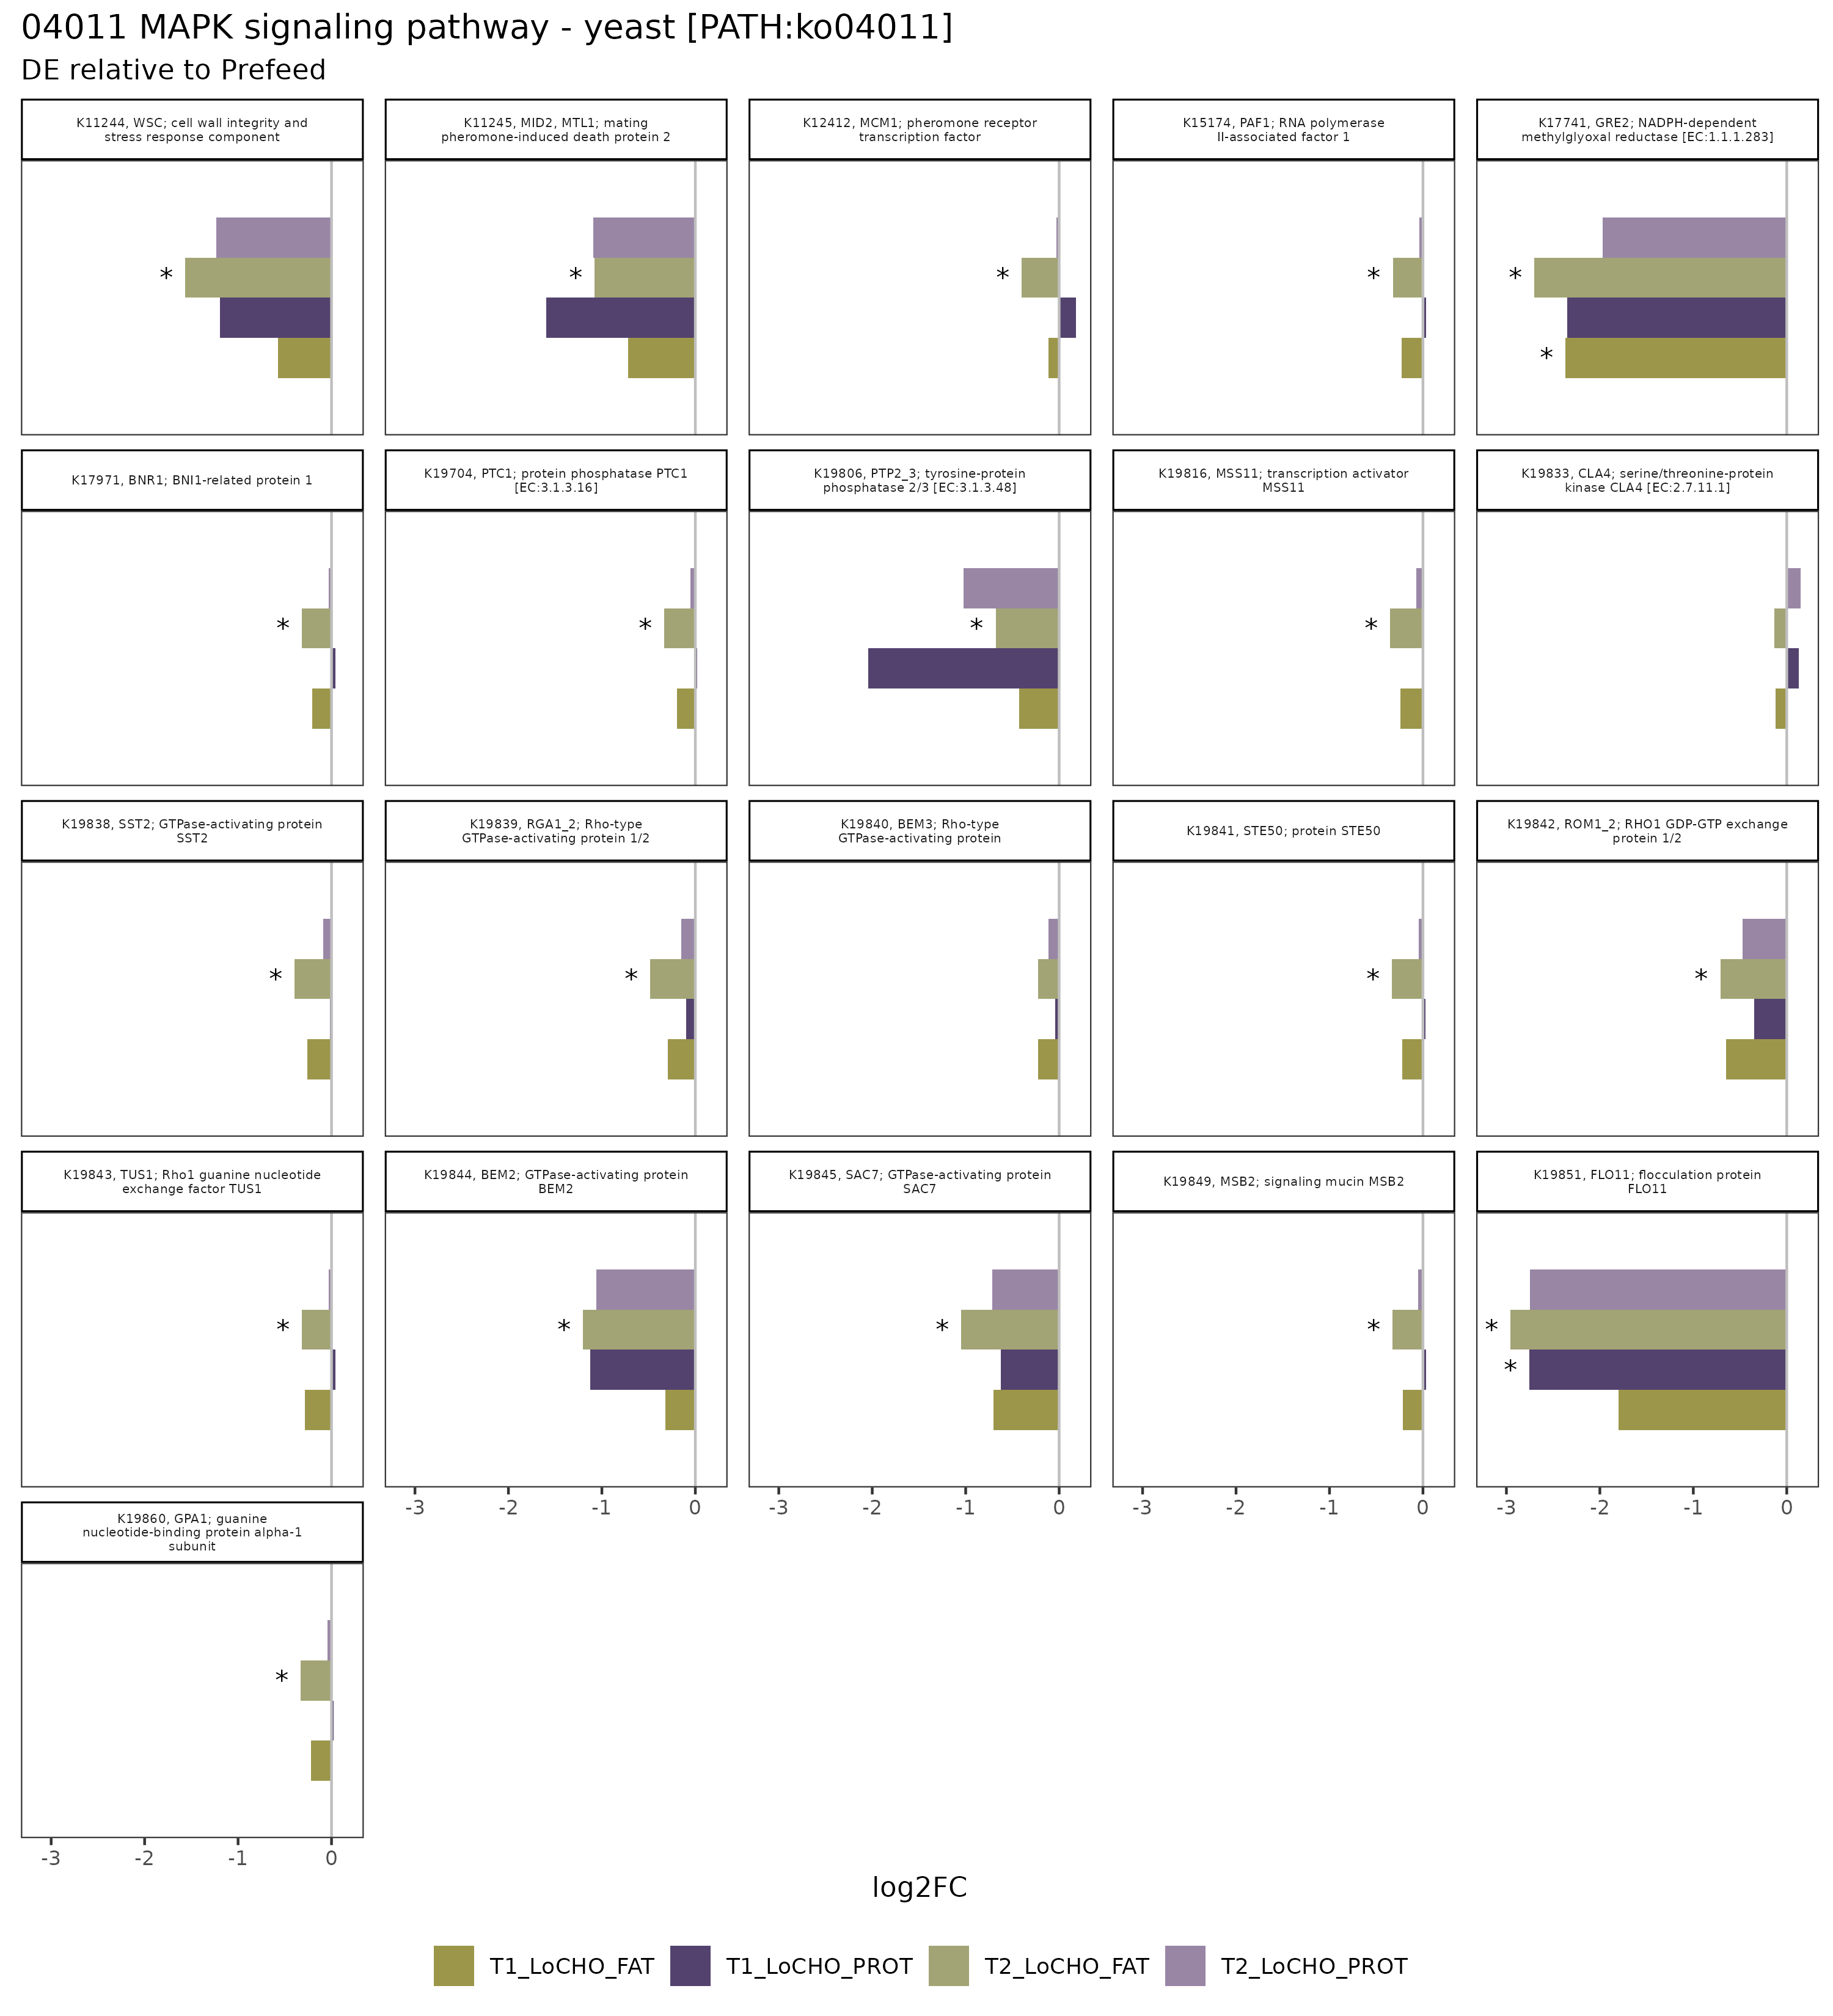 04011 MAPK signaling pathway - yeast [PATH:ko04011]
DE relative to Prefeed
K11244, WSC; cell wall integrity and
stress response component
K11245, MID2, MTL1; mating
pheromone-induced death protein 2
K12412, MCM1; pheromone receptor
transcription factor
K15174, PAF1; RNA polymerase
II-associated factor 1
K17741, GRE2; NADPH-dependent
methylglyoxal reductase [EC:1.1.1.283]
*
*
*
*
*
*
K17971, BNR1; BNI1-related protein 1
K19704, PTC1; protein phosphatase PTC1
[EC:3.1.3.16]
K19806, PTP2_3; tyrosine-protein
phosphatase 2/3 [EC:3.1.3.48]
K19816, MSS11; transcription activator
MSS11
K19833, CLA4; serine/threonine-protein
kinase CLA4 [EC:2.7.11.1]
*
*
*
*
K19838, SST2; GTPase-activating protein
SST2
K19839, RGA1_2; Rho-type
GTPase-activating protein 1/2
K19840, BEM3; Rho-type
GTPase-activating protein
K19841, STE50; protein STE50
K19842, ROM1_2; RHO1 GDP-GTP exchange
protein 1/2
*
*
*
*
K19843, TUS1; Rho1 guanine nucleotide
exchange factor TUS1
K19844, BEM2; GTPase-activating protein
BEM2
K19845, SAC7; GTPase-activating protein
SAC7
K19849, MSB2; signaling mucin MSB2
K19851, FLO11; flocculation protein
FLO11
*
*
*
*
*
*
-3 -2 -1 0
-3 -2 -1 0
-3 -2 -1 0
-3 -2 -1 0
K19860, GPA1; guanine
nucleotide-binding protein alpha-1
subunit
*
-3 -2 -1 0
log2FC
T1_LoCHO_FAT
T1_LoCHO_PROT
T2_LoCHO_FAT
T2_LoCHO_PROT